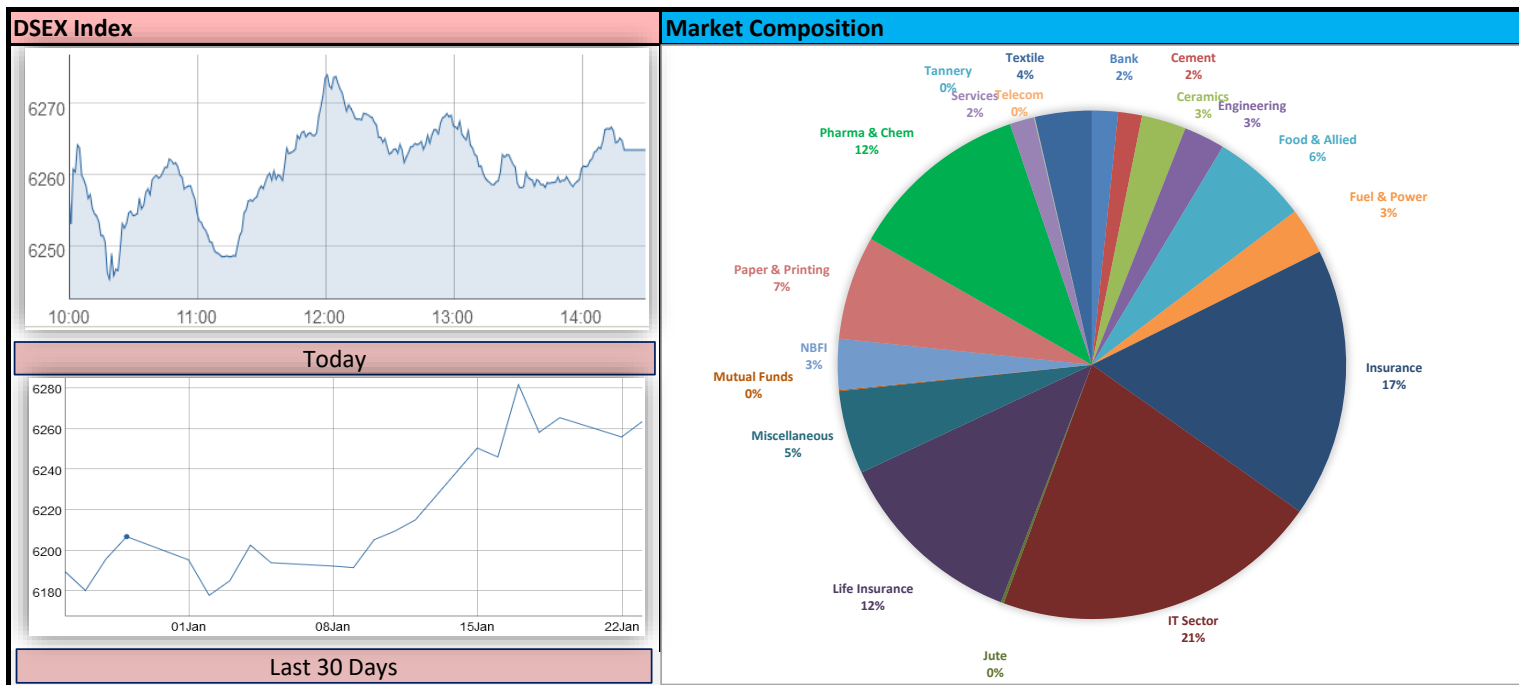 DSEX Index
6270
6260
6250
10:00 11:00 12:00 13:00 14:00
Today
6280
6260
6240
6220
6200
6180
01Jan 08Jan 15Jan 22Jan
Last 30 Days
Market Composition
Bank
2%
Cement
2%
Ceramics
3%
Engineering
3%
Food & Allied
6%
Fuel & Power
3%
Insurance
17%
IT Sector
21%
Jute
0%
Life Insurance
12%
Miscellaneous
5%
Mutual Funds
0%
NBFI
3%
Paper & Printing
7%
Pharma & Chem
12%
Services
2%
Tannery
0%
Telecom
0%
Textile
4%